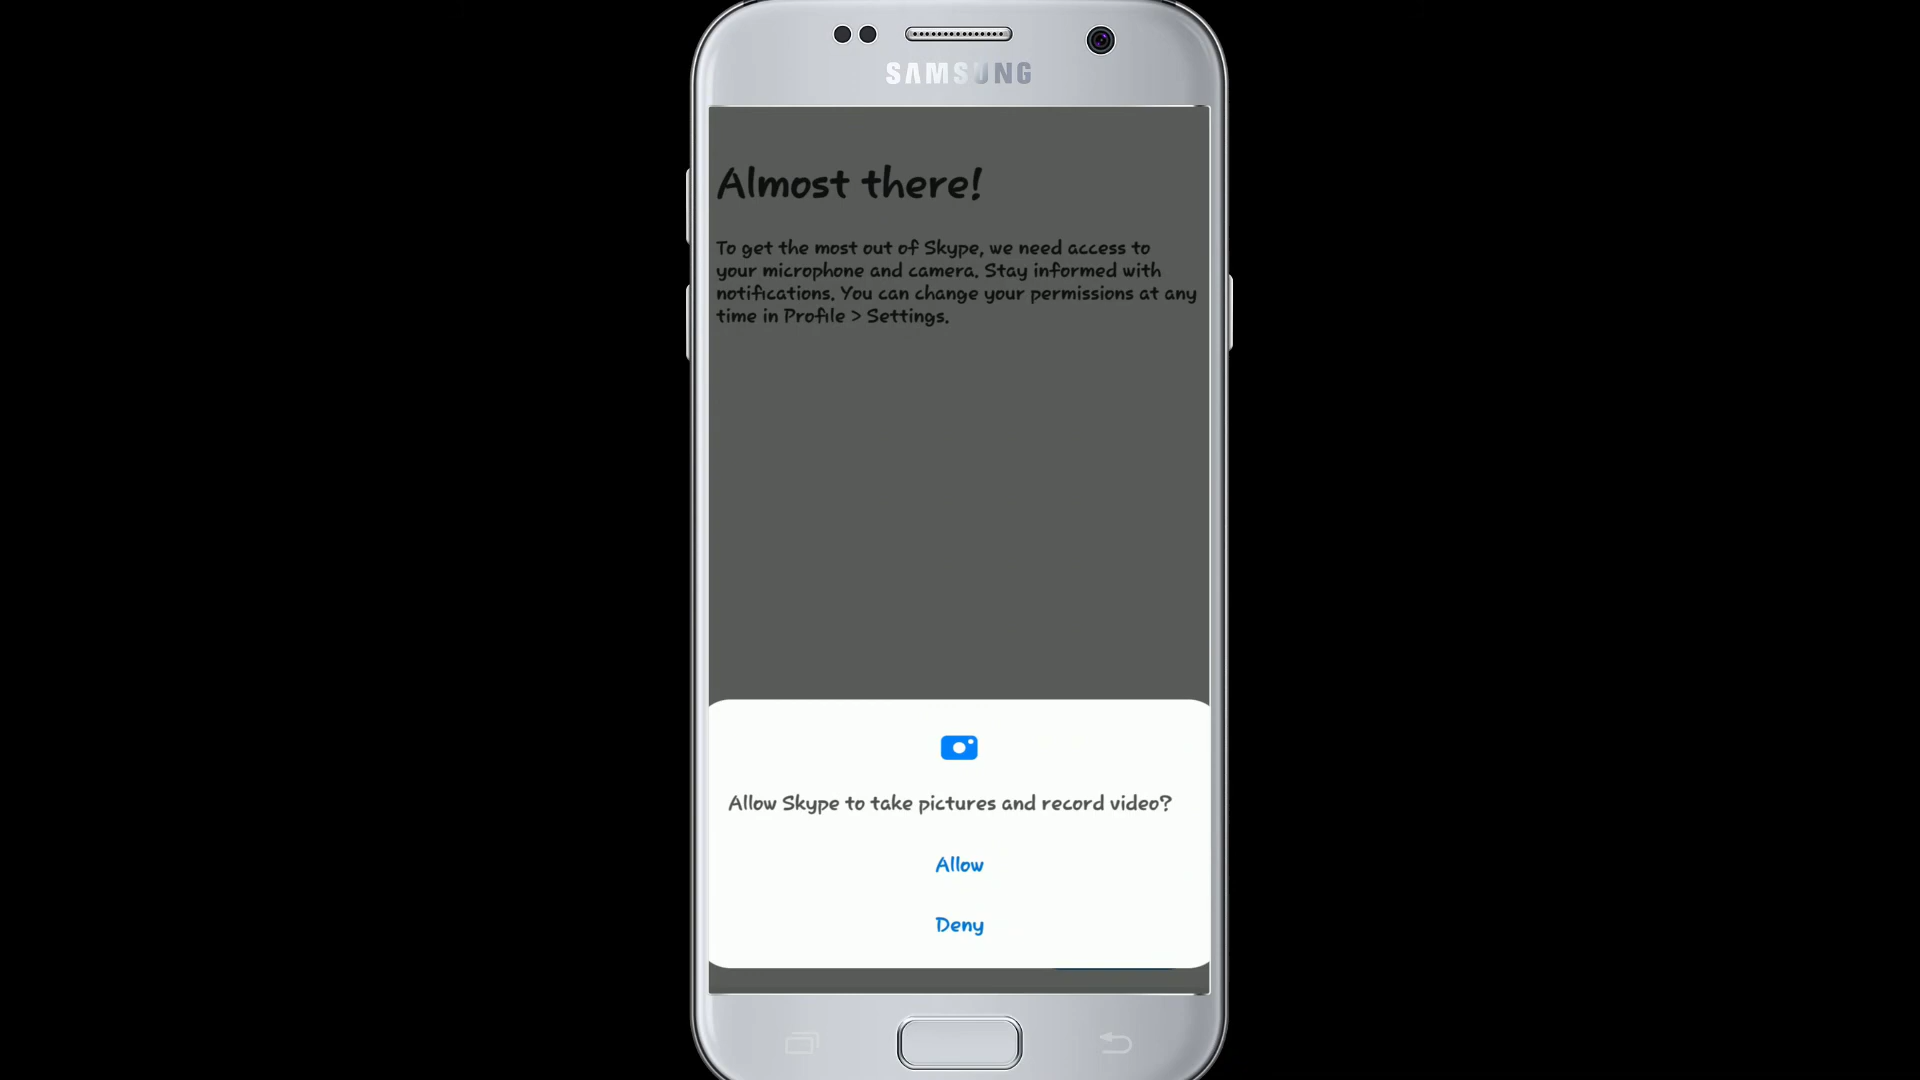 SAMSUNG
Almost there!
To get the most out of Skype, we need access to
your microphone and camera. Stay informed with
notifications. You can change your permissions at any
time in Profile > Settings.
Allow Skype to take pictures and record video?
Allow
Deny